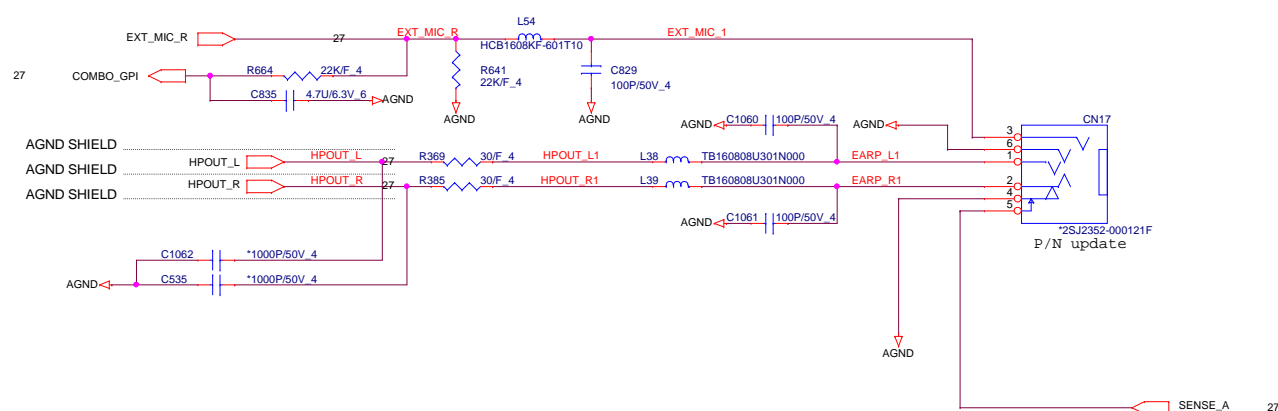 L54
EXT_MIC_R 27 EXT_MIC_R EXT_MIC_1
HCB1608KF-601T10
27 COMBO_GPI R664 22K/F_4 R641 C829
22K/F_4 100P/50V_4
C835 4.7U/6.3V_6 AGND
AGND AGND
AGND C1060 100P/50V_4 AGND CN17
3
AGND SHIELD 6
HPOUT_L HPOUT_L 27 R369 30/F_4 HPOUT_L1 L38 TB160808U301N000 EARP_L1 1
AGND SHIELD
HPOUT_R HPOUT_R 27 R385 30/F_4 HPOUT_R1 L39 TB160808U301N000 EARP_R1 2
AGND SHIELD 4
5
AGND C1061 100P/50V_4
*2SJ2352-000121F
P/N update
C1062 *1000P/50V_4
AGND C535 *1000P/50V_4
AGND
SENSE_A 27